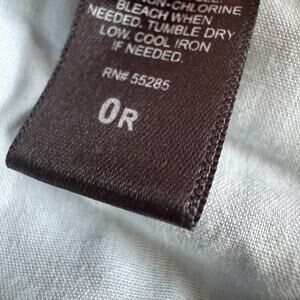 NON-CHLORINE
BLEACH WHEN
NEEDED. TUMBLE DRY
LOW. COOL IRON
IF NEEDED.
RN# 55285
0R